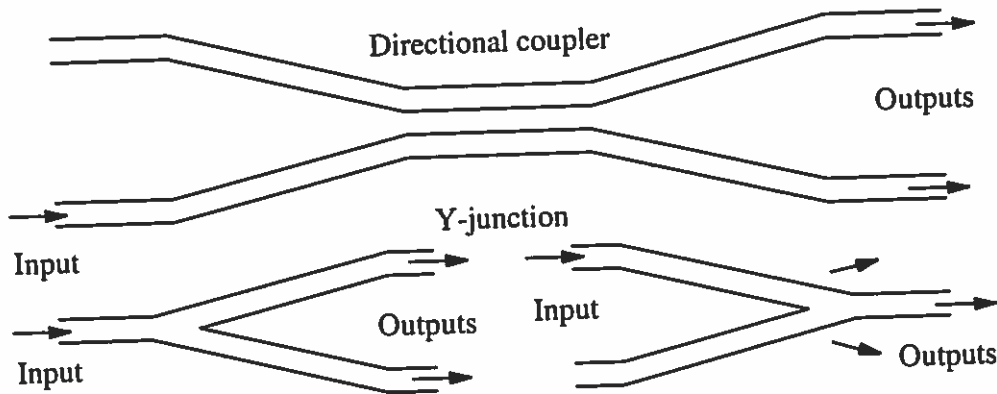 Directional coupler
Outputs
Y-junction
Input
Outputs
Input
Input
Outputs